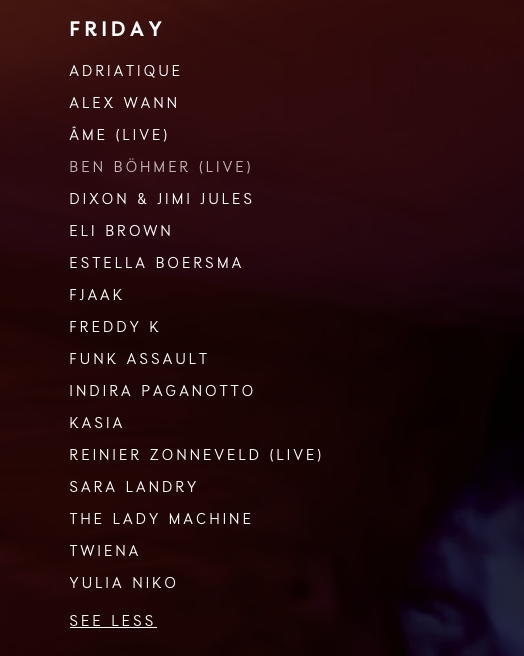 FRIDAY
ADRIATIQUE
ALEX WANN
ÂME (LIVE)
BEN BÖHMER (LIVE)
DIXON & JIMI JULES
ELI BROWN
ESTELLA BOERSMA
FJAAK
FREDDY K
FUNK ASSAULT
INDIRA PAGANOTTO
KASIA
REINIER ZONNEVELD (LIVE)
SARA LANDRY
THE LADY MACHINE
TWIENA
YULIA NIKO
SEE LESS